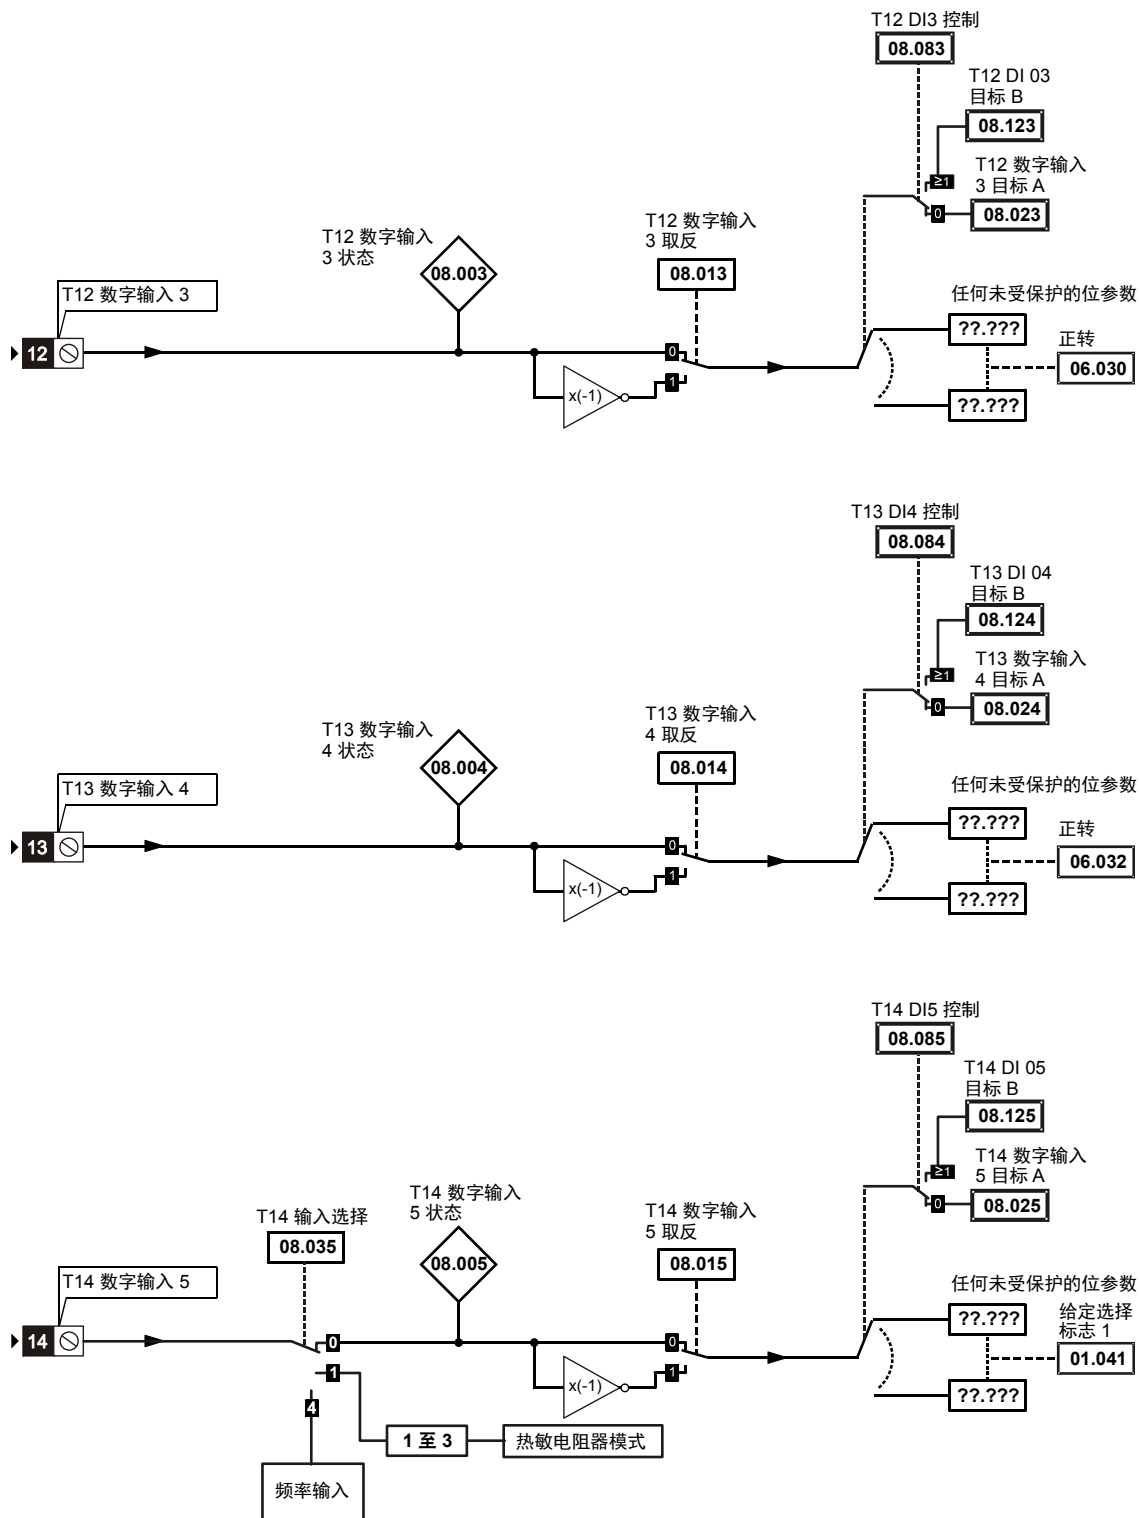 T12 DI3 控制
08.083
T12 DI 03
目标 B
08.123
T12 数字输入
3 目标 A
≥1
0
08.023
T12 数字输入
3 状态
08.003
T12 数字输入
3 取反
08.013
T12 数字输入 3
12
0
1
x(-1)
任何未受保护的位参数
??.???
正转
06.030
??.???
T13 DI4 控制
08.084
T13 DI 04
目标 B
08.124
T13 数字输入
4 目标 A
≥1
0
08.024
T13 数字输入
4 状态
08.004
T13 数字输入
4 取反
08.014
T13 数字输入 4
13
0
1
x(-1)
任何未受保护的位参数
??.???
正转
06.032
??.???
T14 DI5 控制
08.085
T14 DI 05
目标 B
08.125
T14 数字输入
5 目标 A
≥1
0
08.025
T14 输入选择
08.035
T14 数字输入
5 状态
08.005
T14 数字输入
5 取反
08.015
T14 数字输入 5
14
0
1
4
0
1
x(-1)
任何未受保护的位参数
??.???
给定选择
标志 1
01.041
??.???
1 至 3
热敏电阻器模式
频率输入